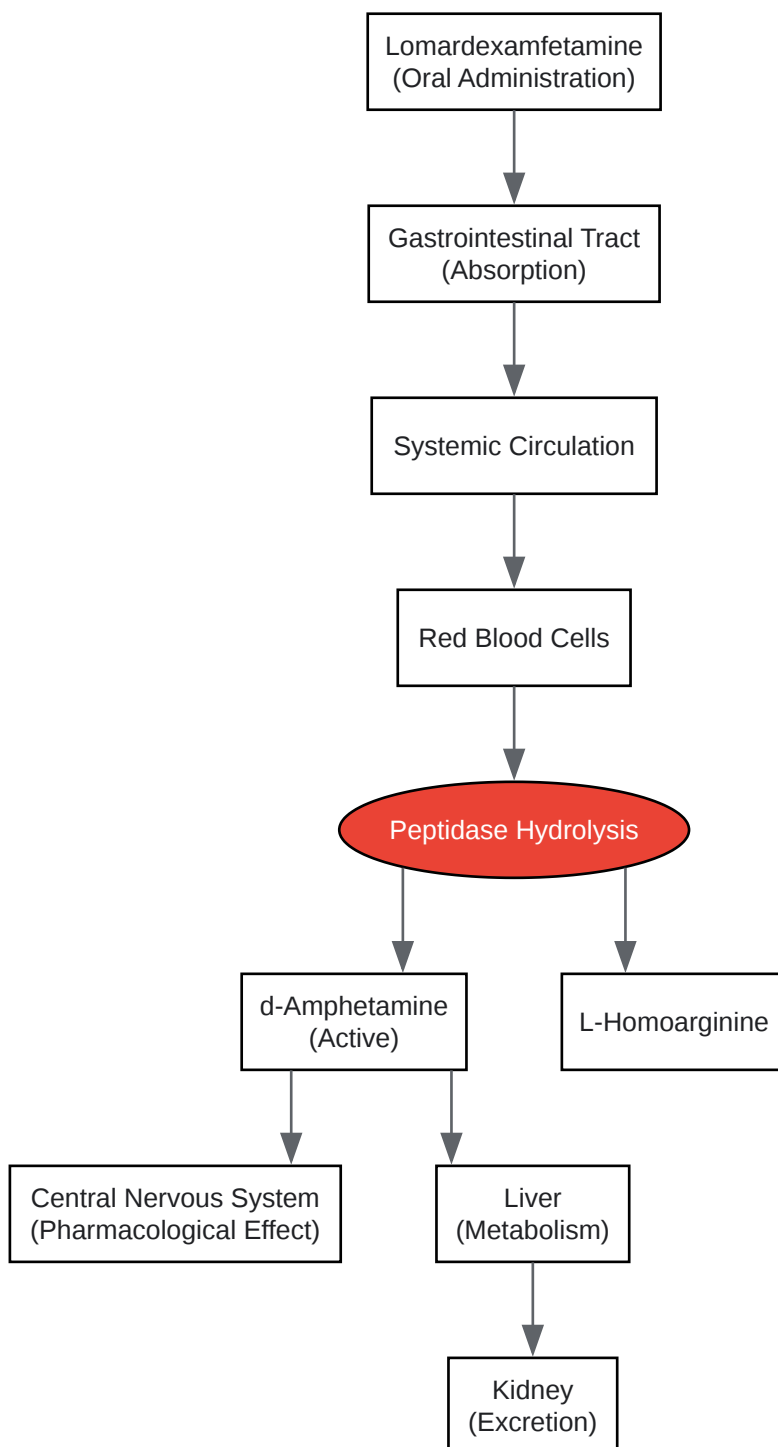 Lomardexamfetamine
(Oral Administration)
Gastrointestinal Tract
(Absorption)
Systemic Circulation
Red Blood Cells
Peptidase Hydrolysis
d-Amphetamine
(Active)
L-Homoarginine
Central Nervous System
(Pharmacological Effect)
Liver
(Metabolism)
Kidney
(Excretion)